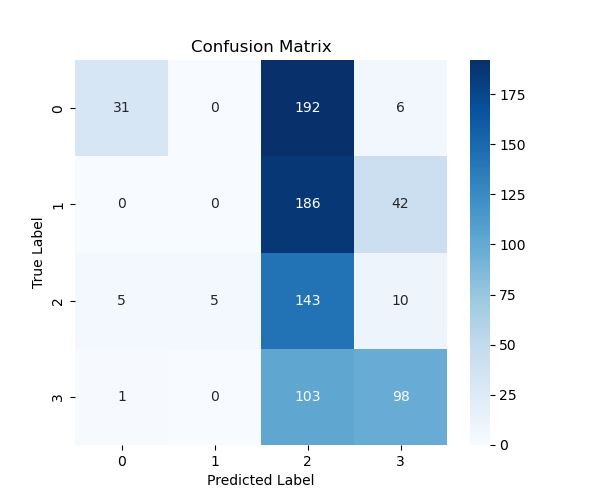 Confusion Matrix
0 31 0 192 6
1 0 0 186 42
2 5 5 143 10
3 1 0 103 98
0 1 2 3
Predicted Label
True Label
175
150
125
100
75
50
25
0